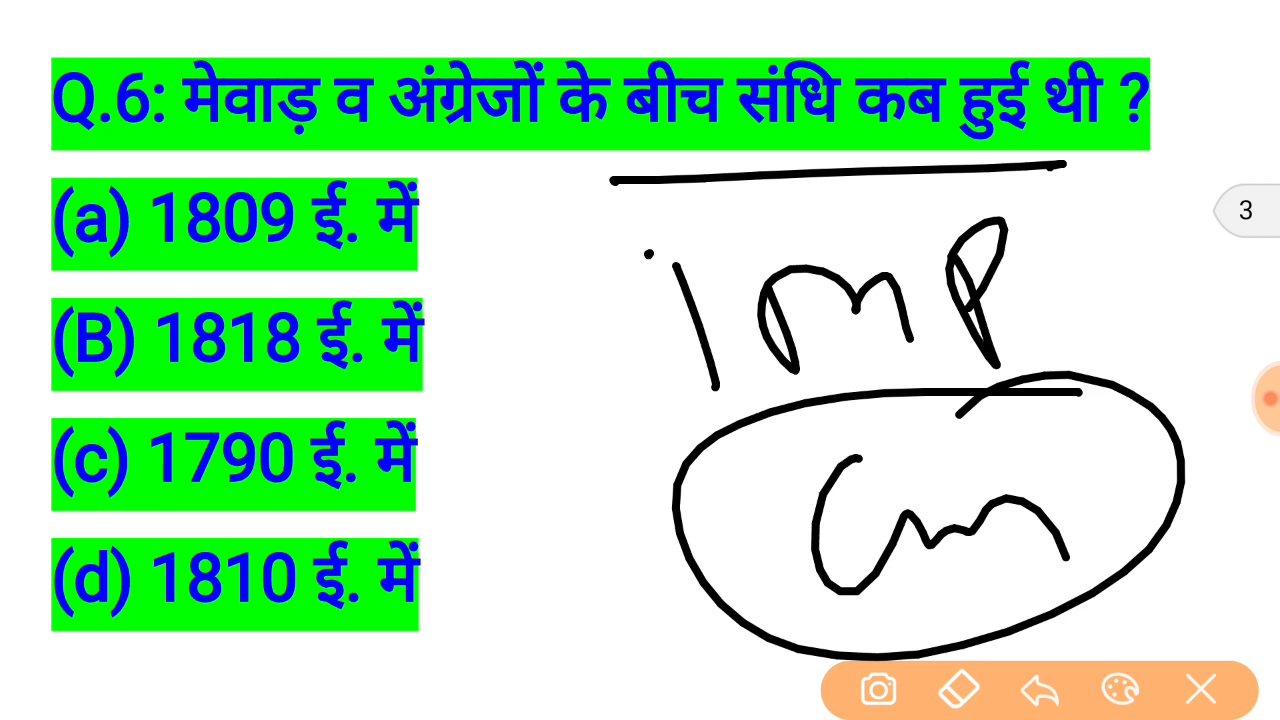 Q.6: मेवाड़ व अंग्रेजों के बीच संधि कब हुई थी ?
(a) 1809 ई. में
(B) 1818 ई. में
(c) 1790 ई. में
(d) 1810 ई. में
3
IMP